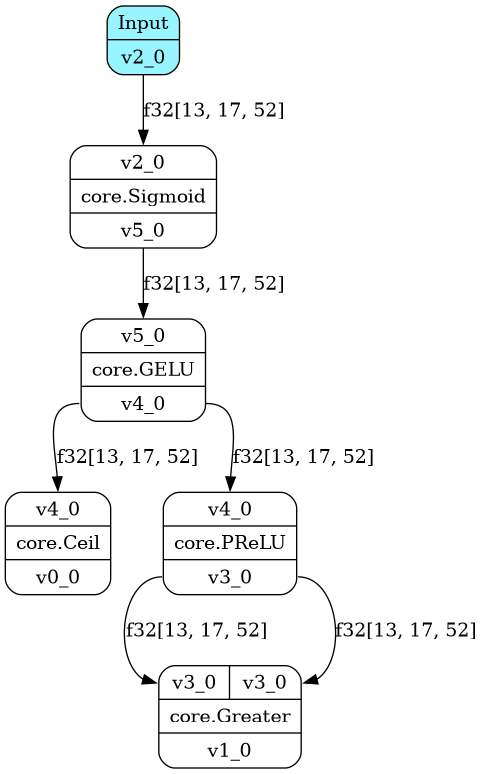 Input
v2_0
f32[13, 17, 52]
v2_0
core.Sigmoid
v5_0
f32[13, 17, 52]
v5_0
core.GELU
v4_0
f32[13, 17, 52]
f32[13, 17, 52]
v4_0
core.Ceil
v0_0
v4_0
core.PReLU
v3_0
f32[13, 17, 52]
f32[13, 17, 52]
v3_0
v3_0
core.Greater
v1_0